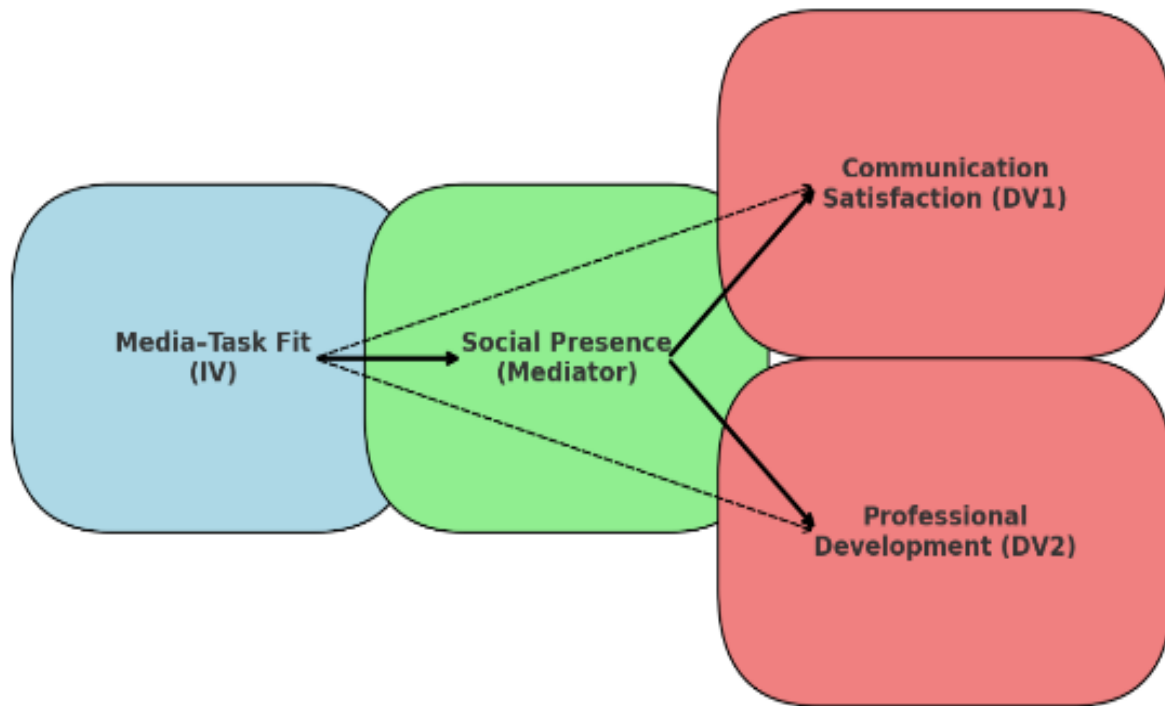 Media-Task Fit
(IV)
Social Presence
(Mediator)
Communication
Satisfaction (DV1)
Professional
Development (DV2)